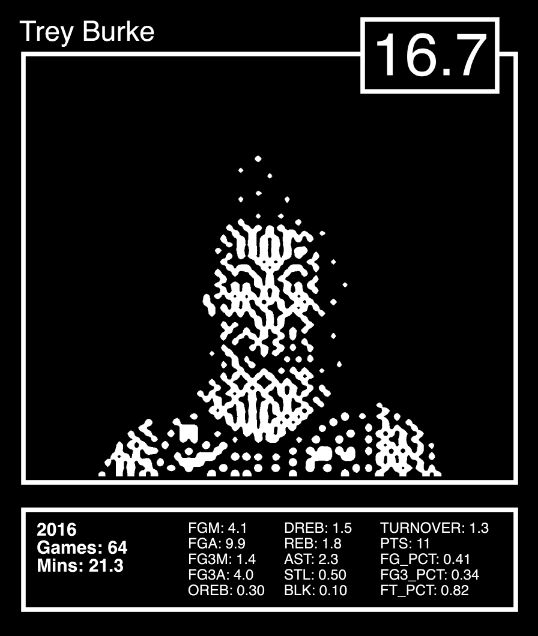 Trey Burke
16.7
2016
Games: 64
Mins: 21.3
FGM: 4.1
FGA: 9.9
FG3M: 1.4
FG3A: 4.0
OREB: 0.30
DREB: 1.5
REB: 1.8
AST: 2.3
STL: 0.50
BLK: 0.10
TURNOVER: 1.3
PTS: 11
FG_PCT: 0.41
FG3_PCT: 0.34
FT_PCT: 0.82